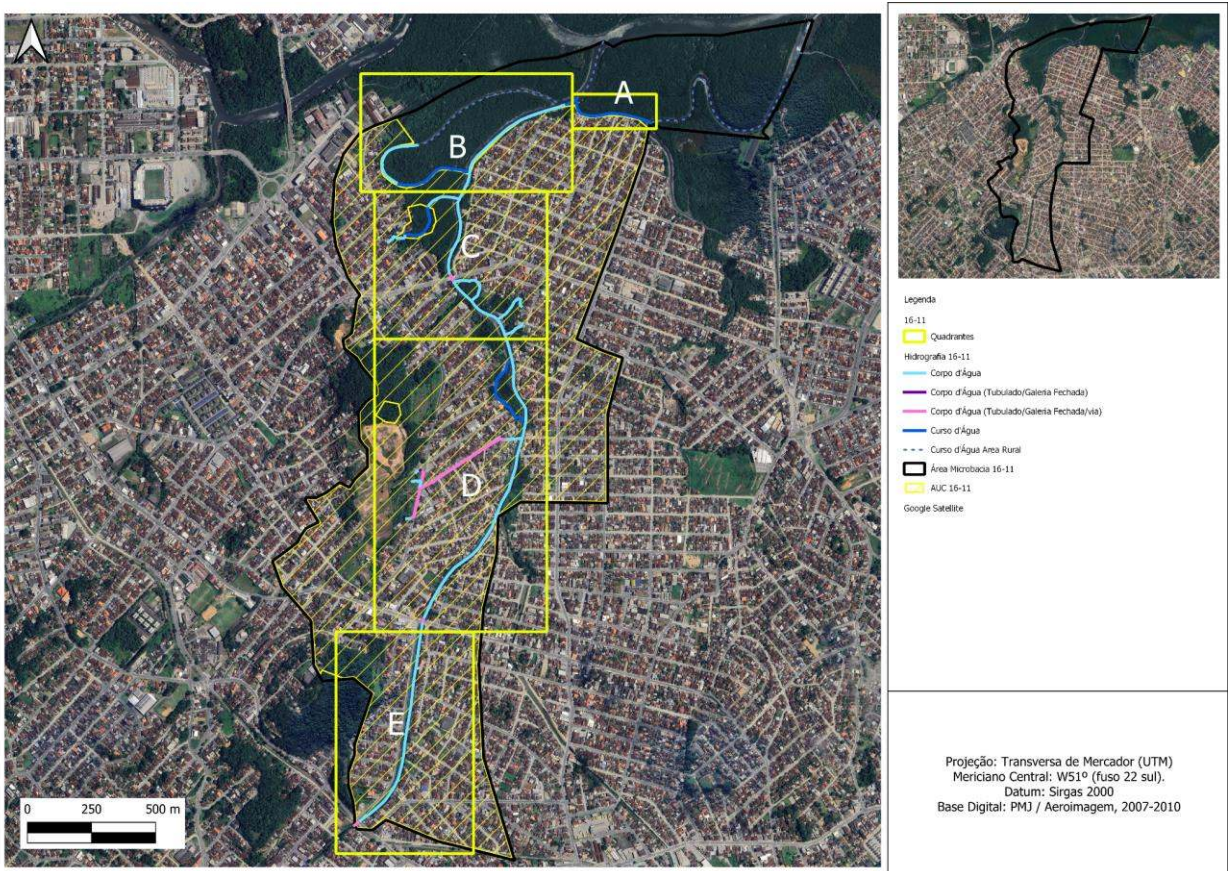 A
B
C
D
E
0 250 500 m
Legenda
16-11
Quadrantes
Hidrografia 16-11
Corpo d'Água
Corpo d'Água (Tubulado/Galeria Fechada)
Corpo d'Água (Tubulado/Galeria Fechada/via)
Curso d'Água
Curso d'Água Area Rural
Área Microbacia 16-11
AUC 16-11
Google Satellite
Projeção: Transversa de Mercador (UTM)
Mericiano Central: W51º (fuso 22 sul).
Datum: Sirgas 2000
Base Digital: PMJ / Aeroimagem, 2007-2010